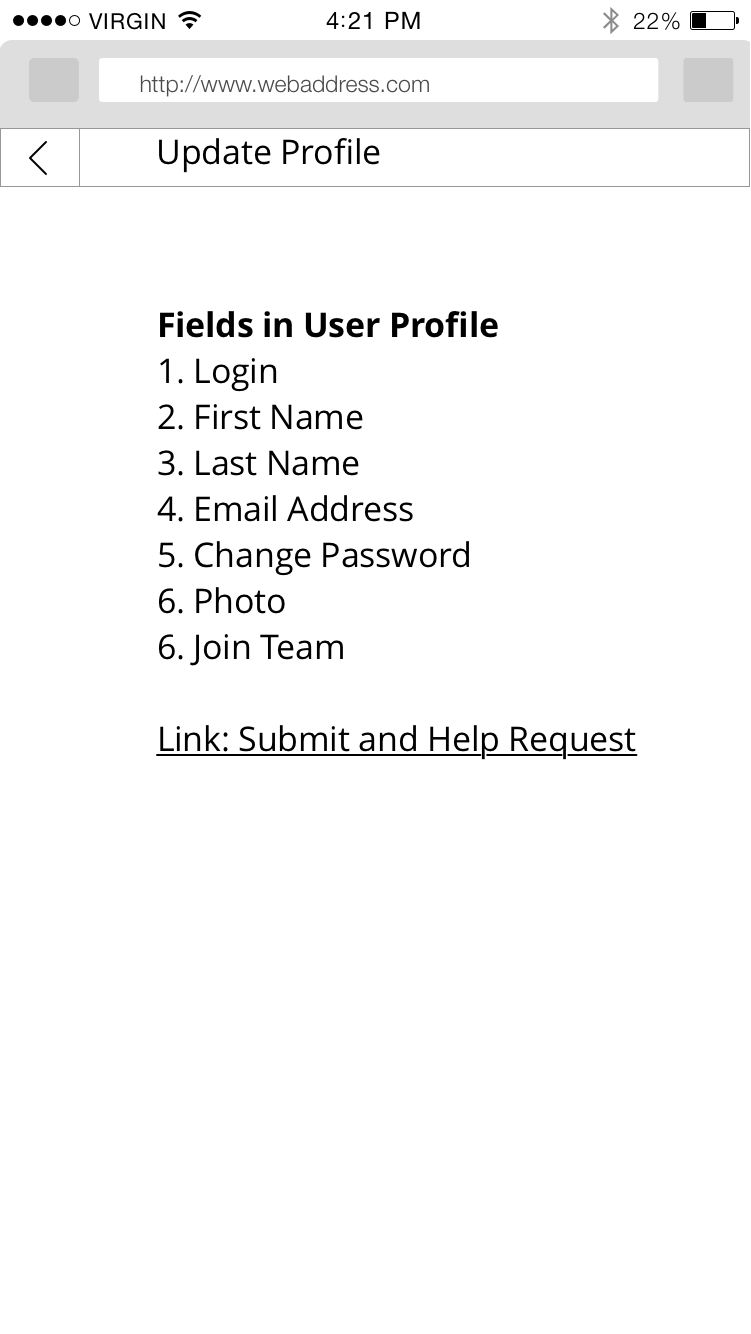 VIRGIN 4:21 PM 22%
http://www.webaddress.com
Update Profile
Fields in User Profile
1. Login
2. First Name
3. Last Name
4. Email Address
5. Change Password
6. Photo
6. Join Team
Link: Submit and Help Request